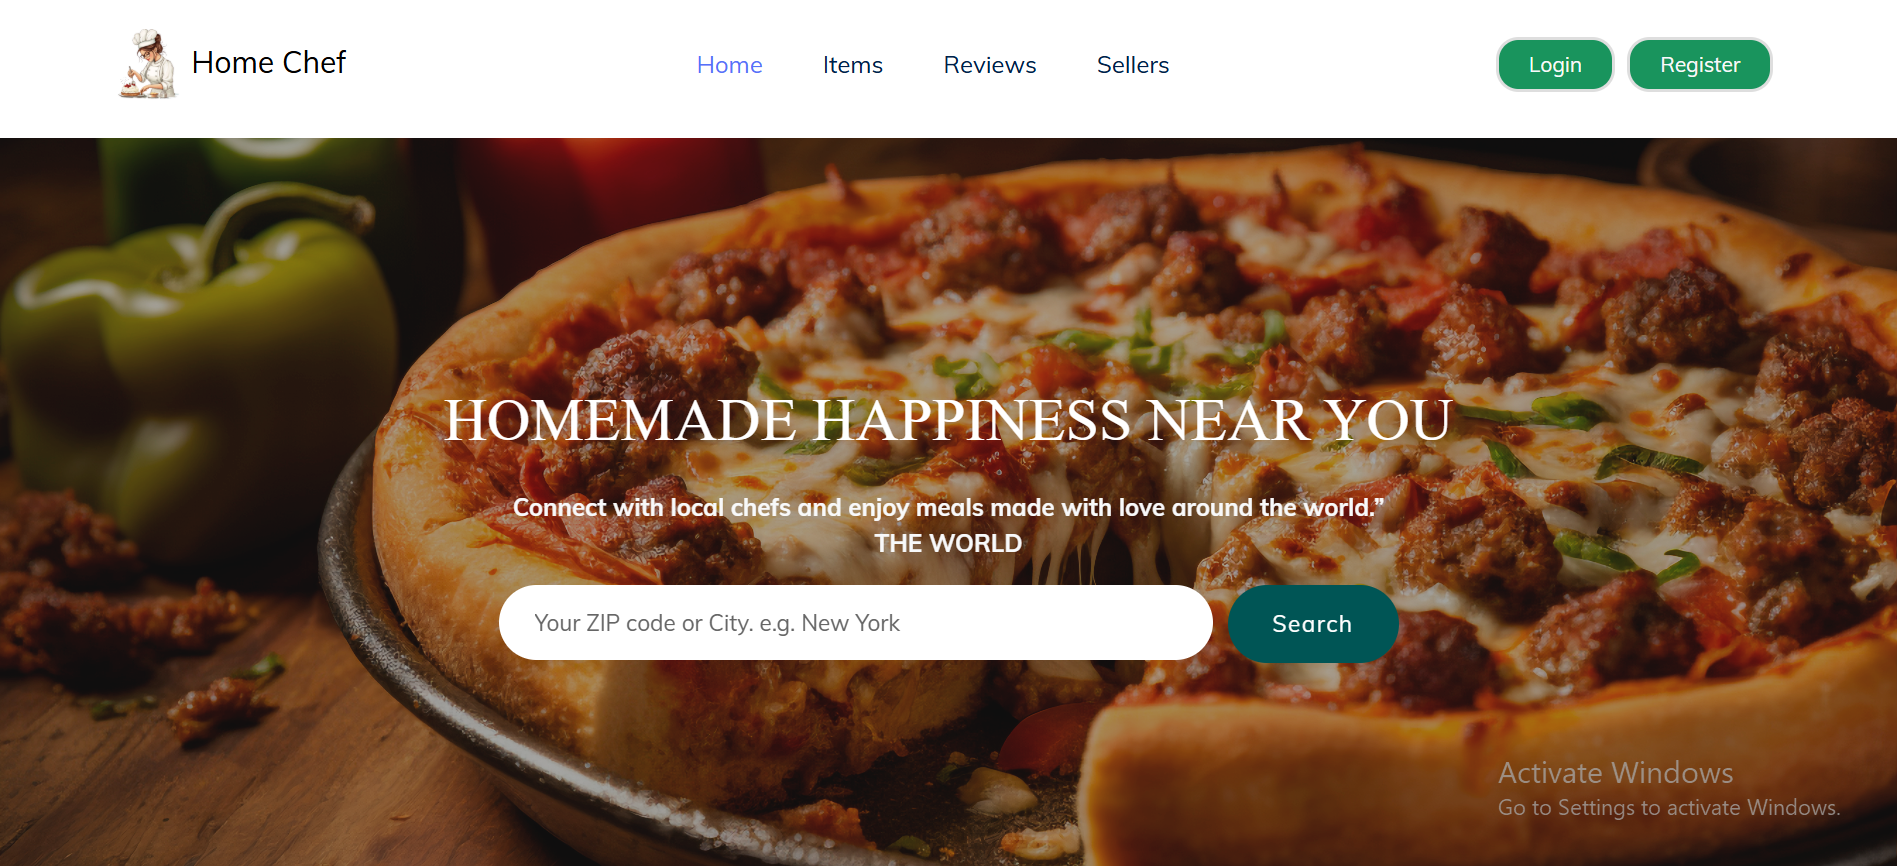 Home Chef
Home Items Reviews Sellers
Login Register
HOMEMADE HAPPINESS NEAR YOU
Connect with local chefs and enjoy meals made with love around the world.”
THE WORLD
Your ZIP code or City. e.g. New York
Search
Activate Windows
Go to Settings to activate Windows.